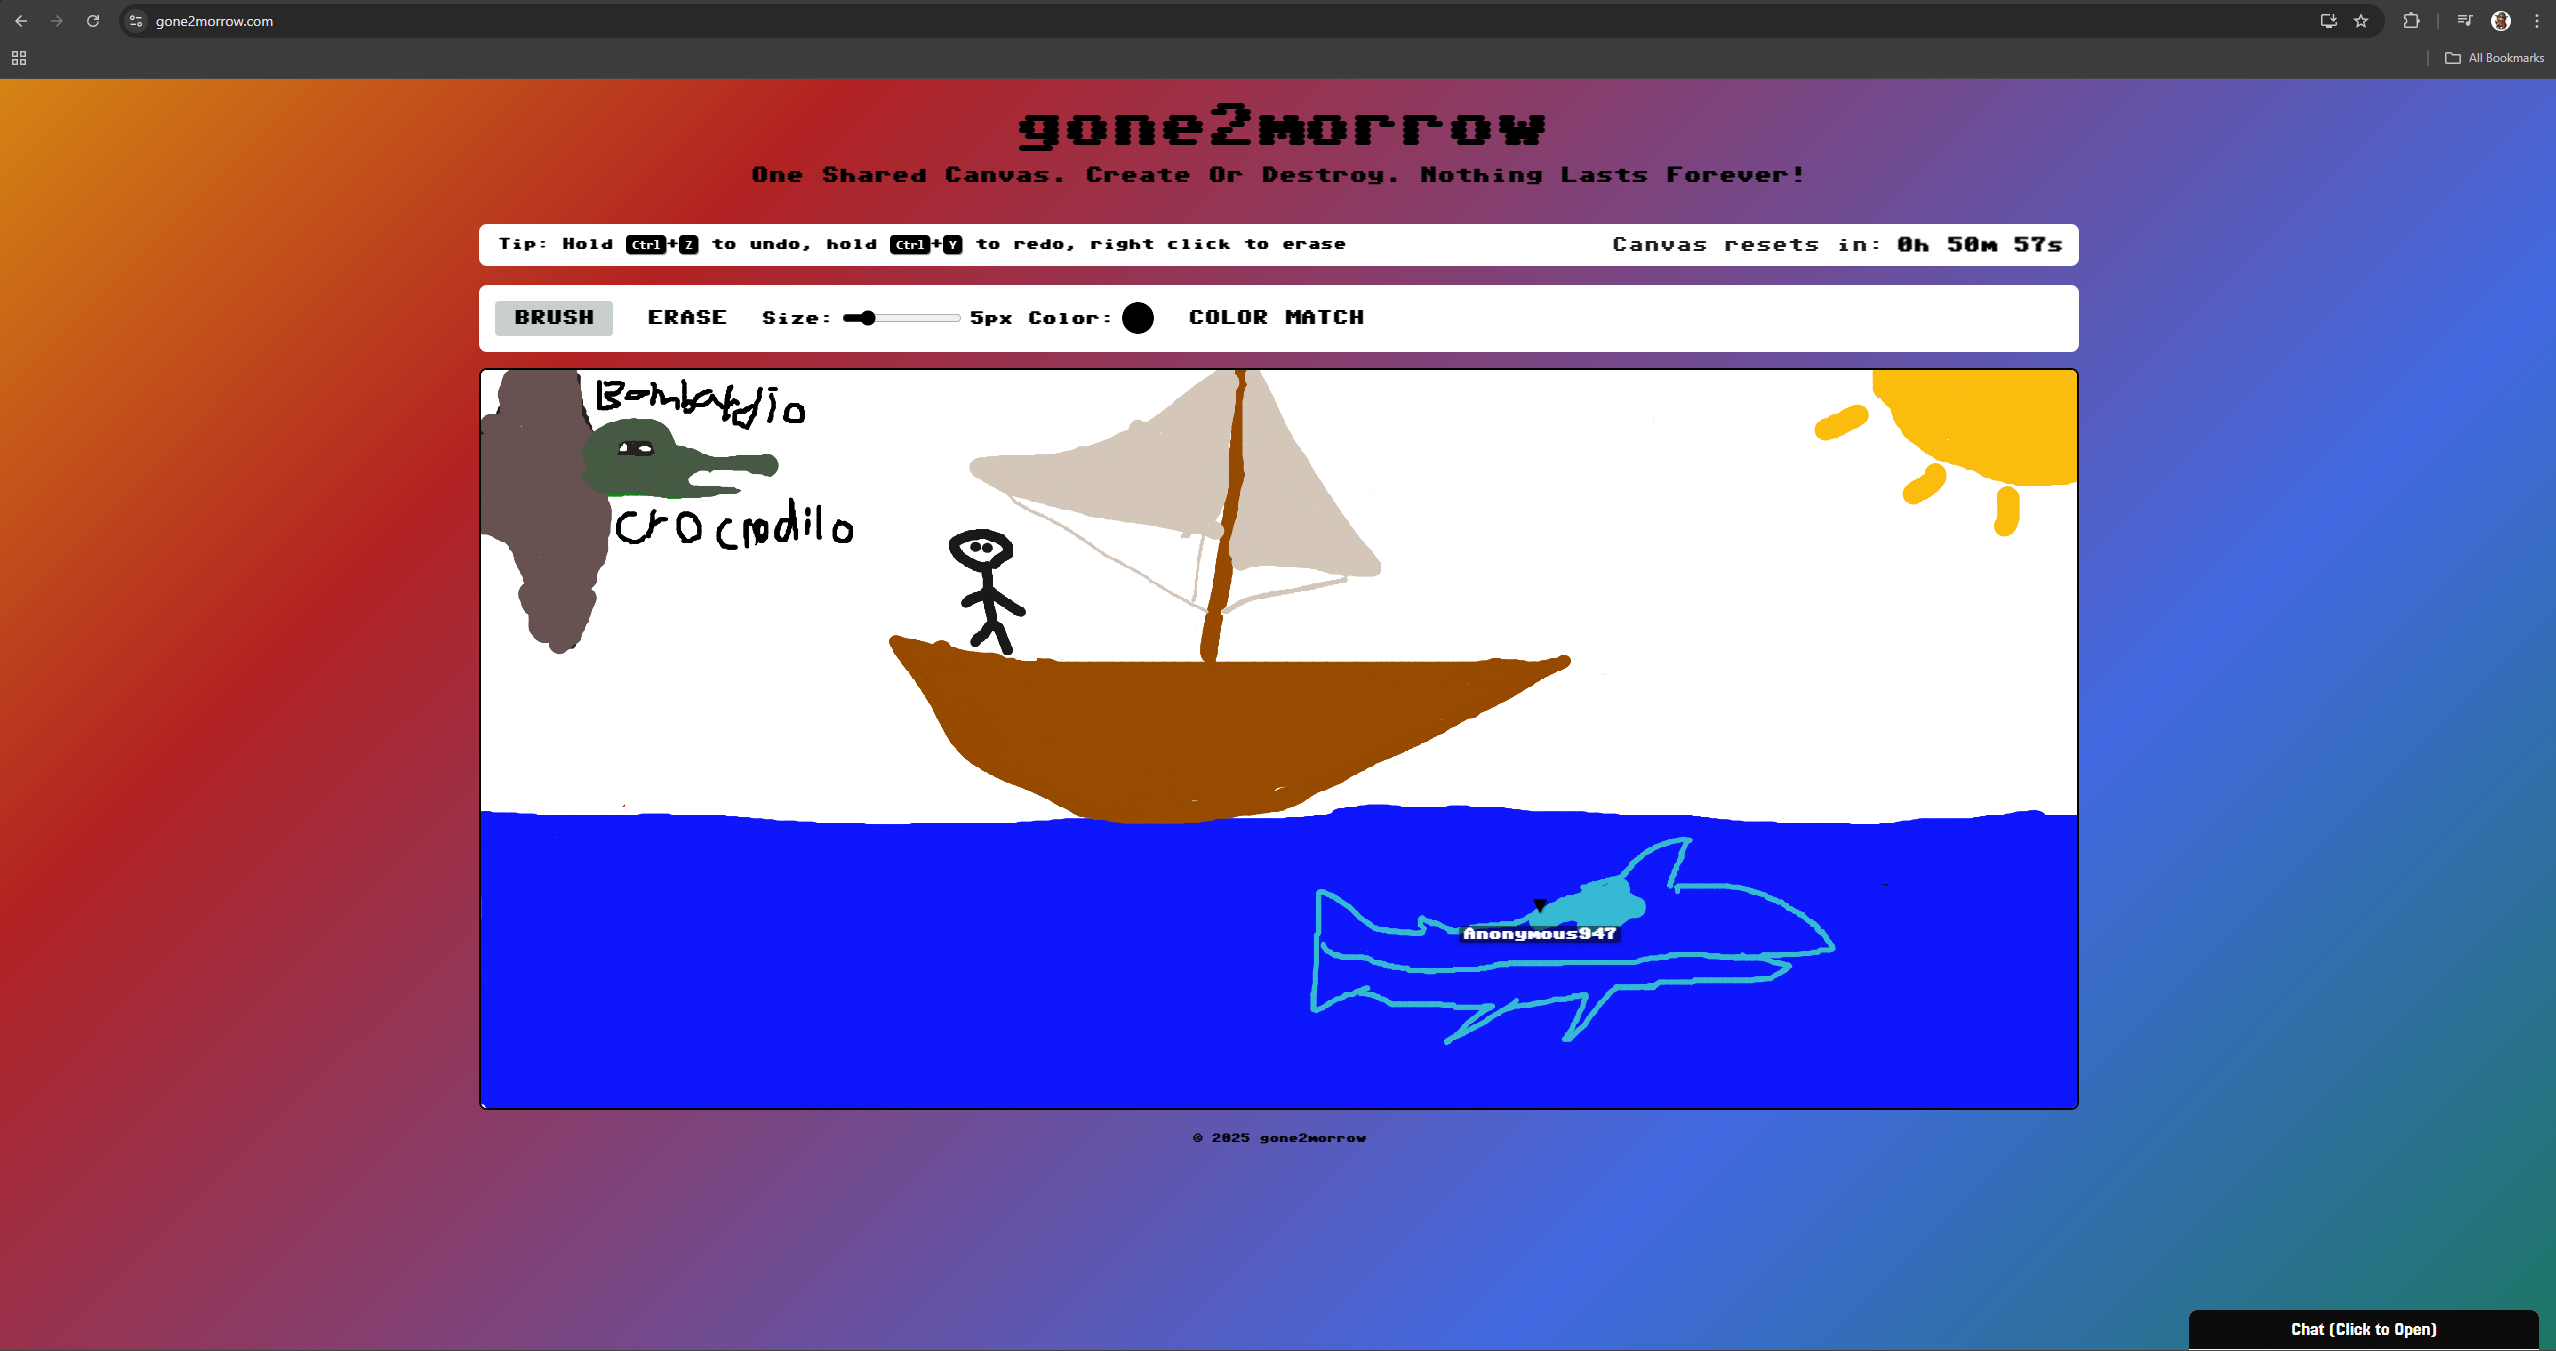 gone2morrow.com
All Bookmarks
gone2morrow
One Shared Canvas. Create Or Destroy. Nothing Lasts Forever!
Tip: Hold Ctrl+Z to undo, hold Ctrl+Y to redo, right click to erase
Canvas resets in: 0h 50m 57s
BRUSH ERASE Size: 5px Color: COLOR MATCH
Bombardio
Crocrodilo
Anonymous947
© 2025 gone2morrow
Chat (Click to Open)